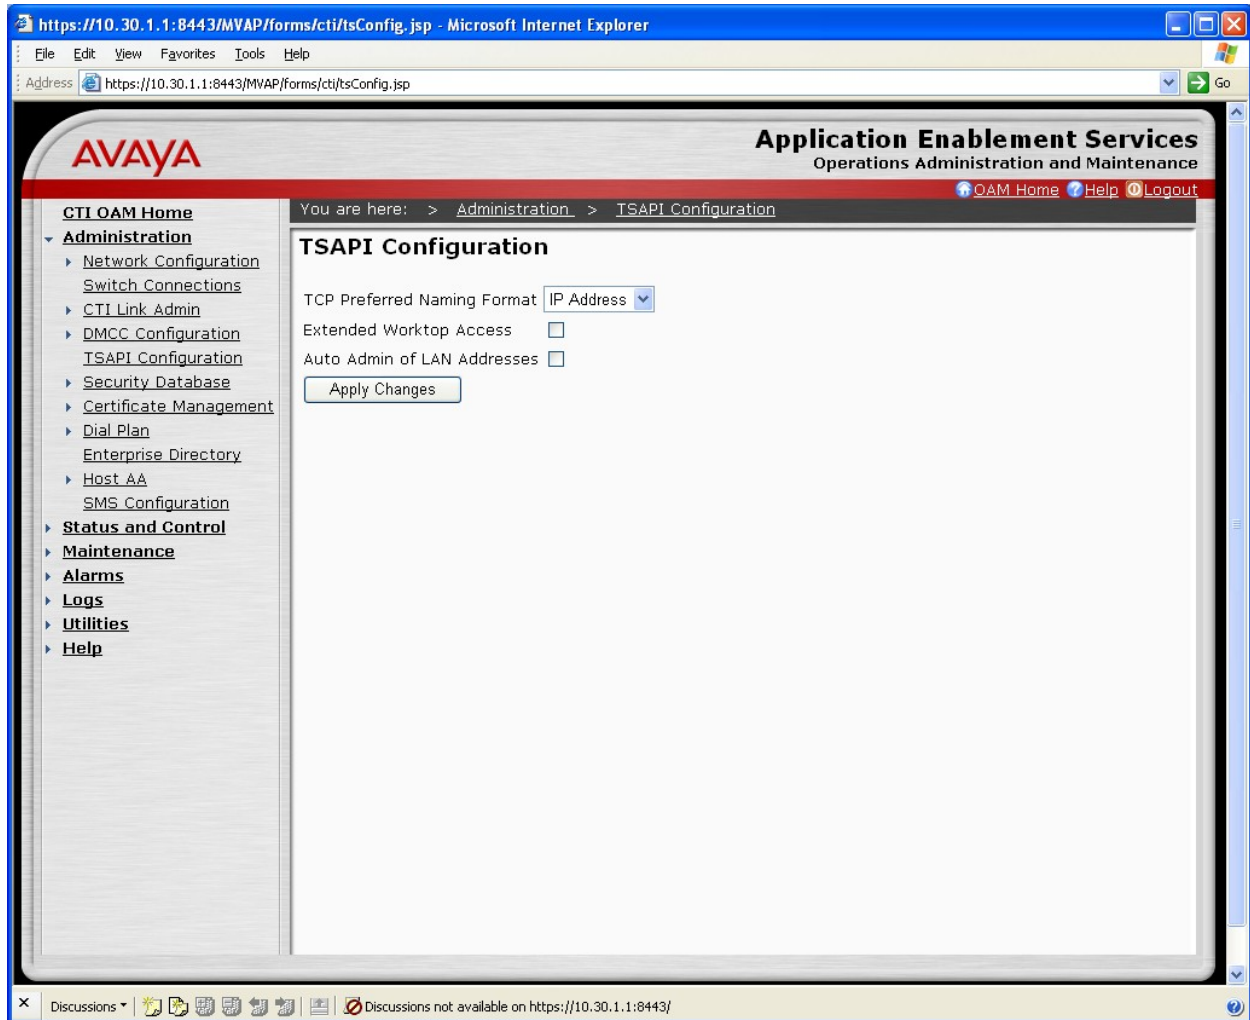 https://10.30.1.1:8443/MVAP/forms/cti/tsConfig.jsp - Microsoft Internet Explorer
File Edit View Favorites Tools Help
Address https://10.30.1.1:8443/MVAP/forms/cti/tsConfig.jsp Go
AVAYA
Application Enablement Services
Operations Administration and Maintenance
OAM Home Help Logout
You are here: > Administration > TSAPI Configuration
CTI OAM Home
Administration
Network Configuration
Switch Connections
CTI Link Admin
DMCC Configuration
TSAPI Configuration
Security Database
Certificate Management
Dial Plan
Enterprise Directory
Host AA
SMS Configuration
Status and Control
Maintenance
Alarms
Logs
Utilities
Help
TSAPI Configuration
TCP Preferred Naming Format IP Address
Extended Worktop Access
Auto Admin of LAN Addresses
Apply Changes
Discussions Discussions not available on https://10.30.1.1:8443/